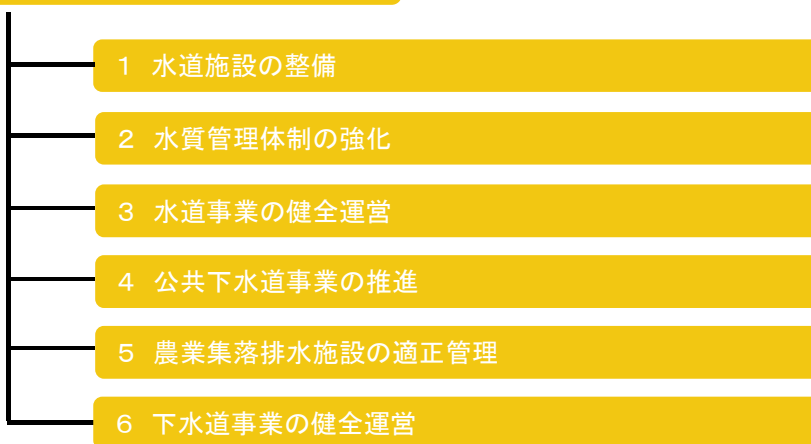 1 水道施設の整備
2 水質管理体制の強化
3 水道事業の健全運営
4 公共下水道事業の推進
5 農業集落排水施設の適正管理
6 下水道事業の健全運営